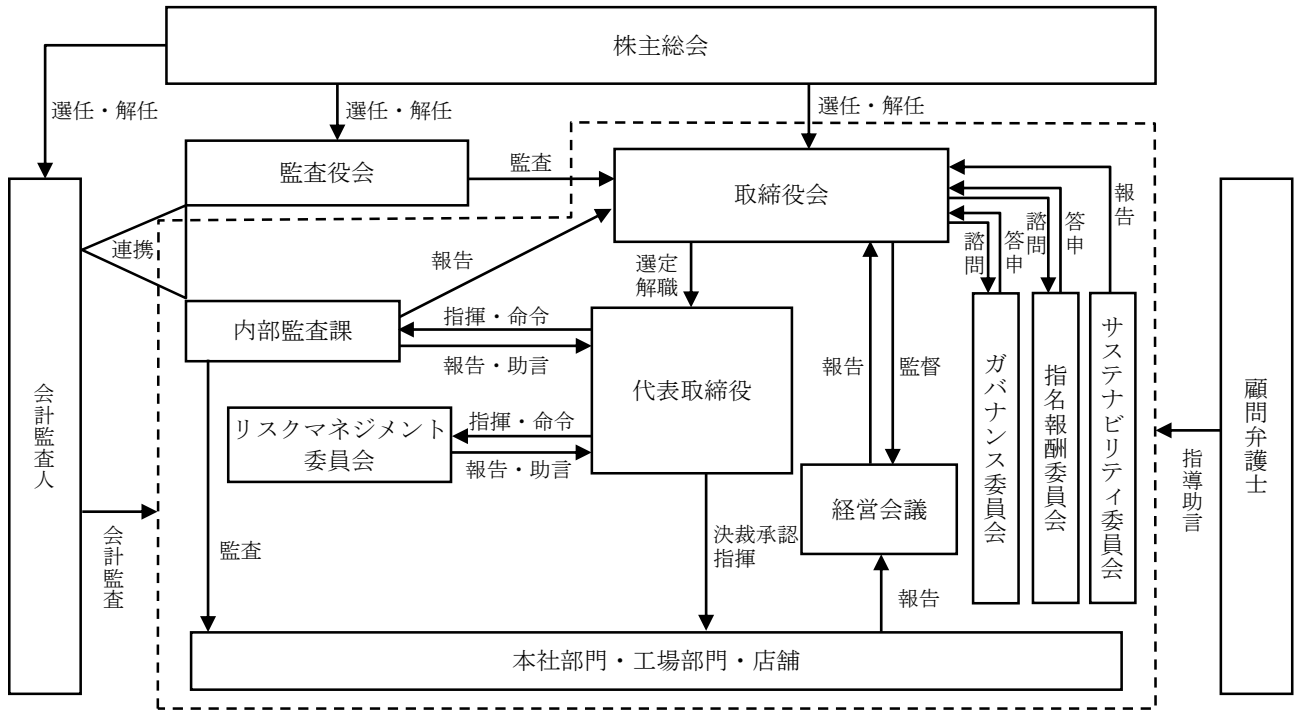 株主総会
選任・解任
選任・解任
選任・解任
監査役会
監査
取締役会
連携
報告
選定
解職
諮問
答申
諮問
答申
報告
内部監査課
指揮・命令
報告・助言
代表取締役
報告
監督
リスクマネジメント
委員会
指揮・命令
報告・助言
経営会議
ガバナンス委員会
指名報酬委員会
サステナビリティ委員会
会計監査人
会計監査
顧問弁護士
指導助言
監査
決裁承認
指揮
報告
本社部門・工場部門・店舗